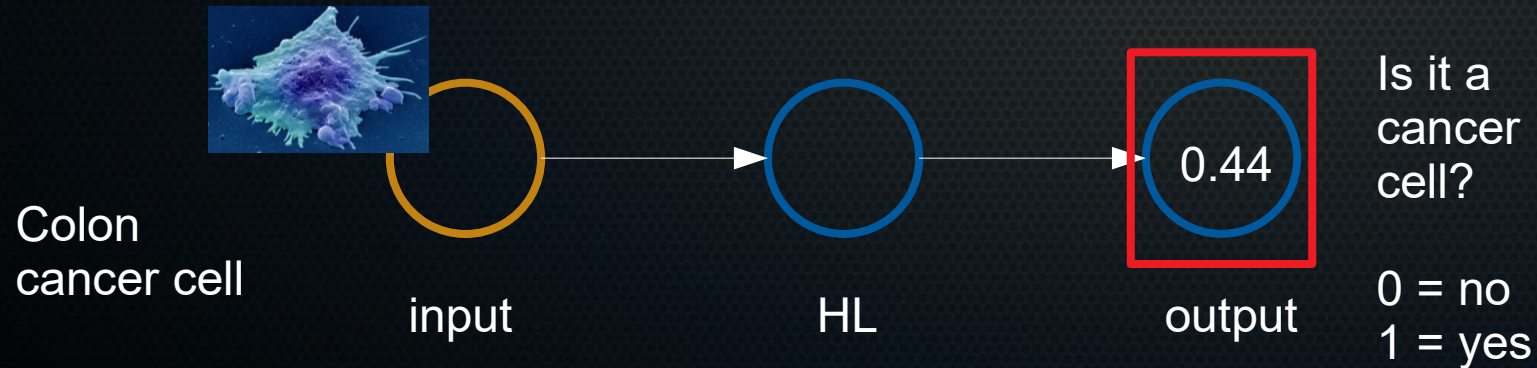 Colon
cancer cell
input
HL
0.44
output
Is it a
cancer
cell?
0 = no
1 = yes